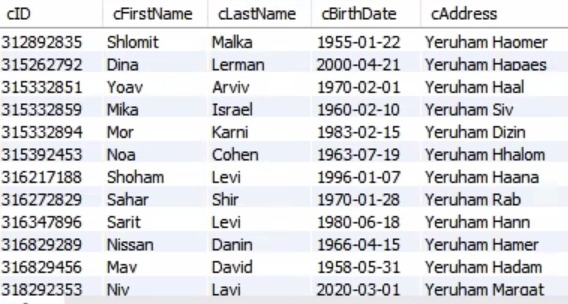 cID cFirstName cLastName cBirthDate cAddress
312892835 Shlomit Malka 1955-01-22 Yeruham Haomer
315262792 Dina Lerman 2000-04-21 Yeruham Hapaes
315332851 Yoav Arviv 1970-02-01 Yeruham Haal
315332859 Mika Israel 1960-02-10 Yeruham Siv
315332894 Mor Karni 1983-02-15 Yeruham Dizin
315392453 Noa Cohen 1963-07-19 Yeruham Hhalom
316217188 Shoham Levi 1996-01-07 Yeruham Haana
316272829 Sahar Shir 1970-01-28 Yeruham Rab
316347896 Sarit Levi 1980-06-18 Yeruham Hann
316829289 Nissan Danin 1966-04-15 Yeruham Hamer
316829456 May David 1958-05-31 Yeruham Hadam
318292353 Niv Lavi 2020-03-01 Yeruham Margat